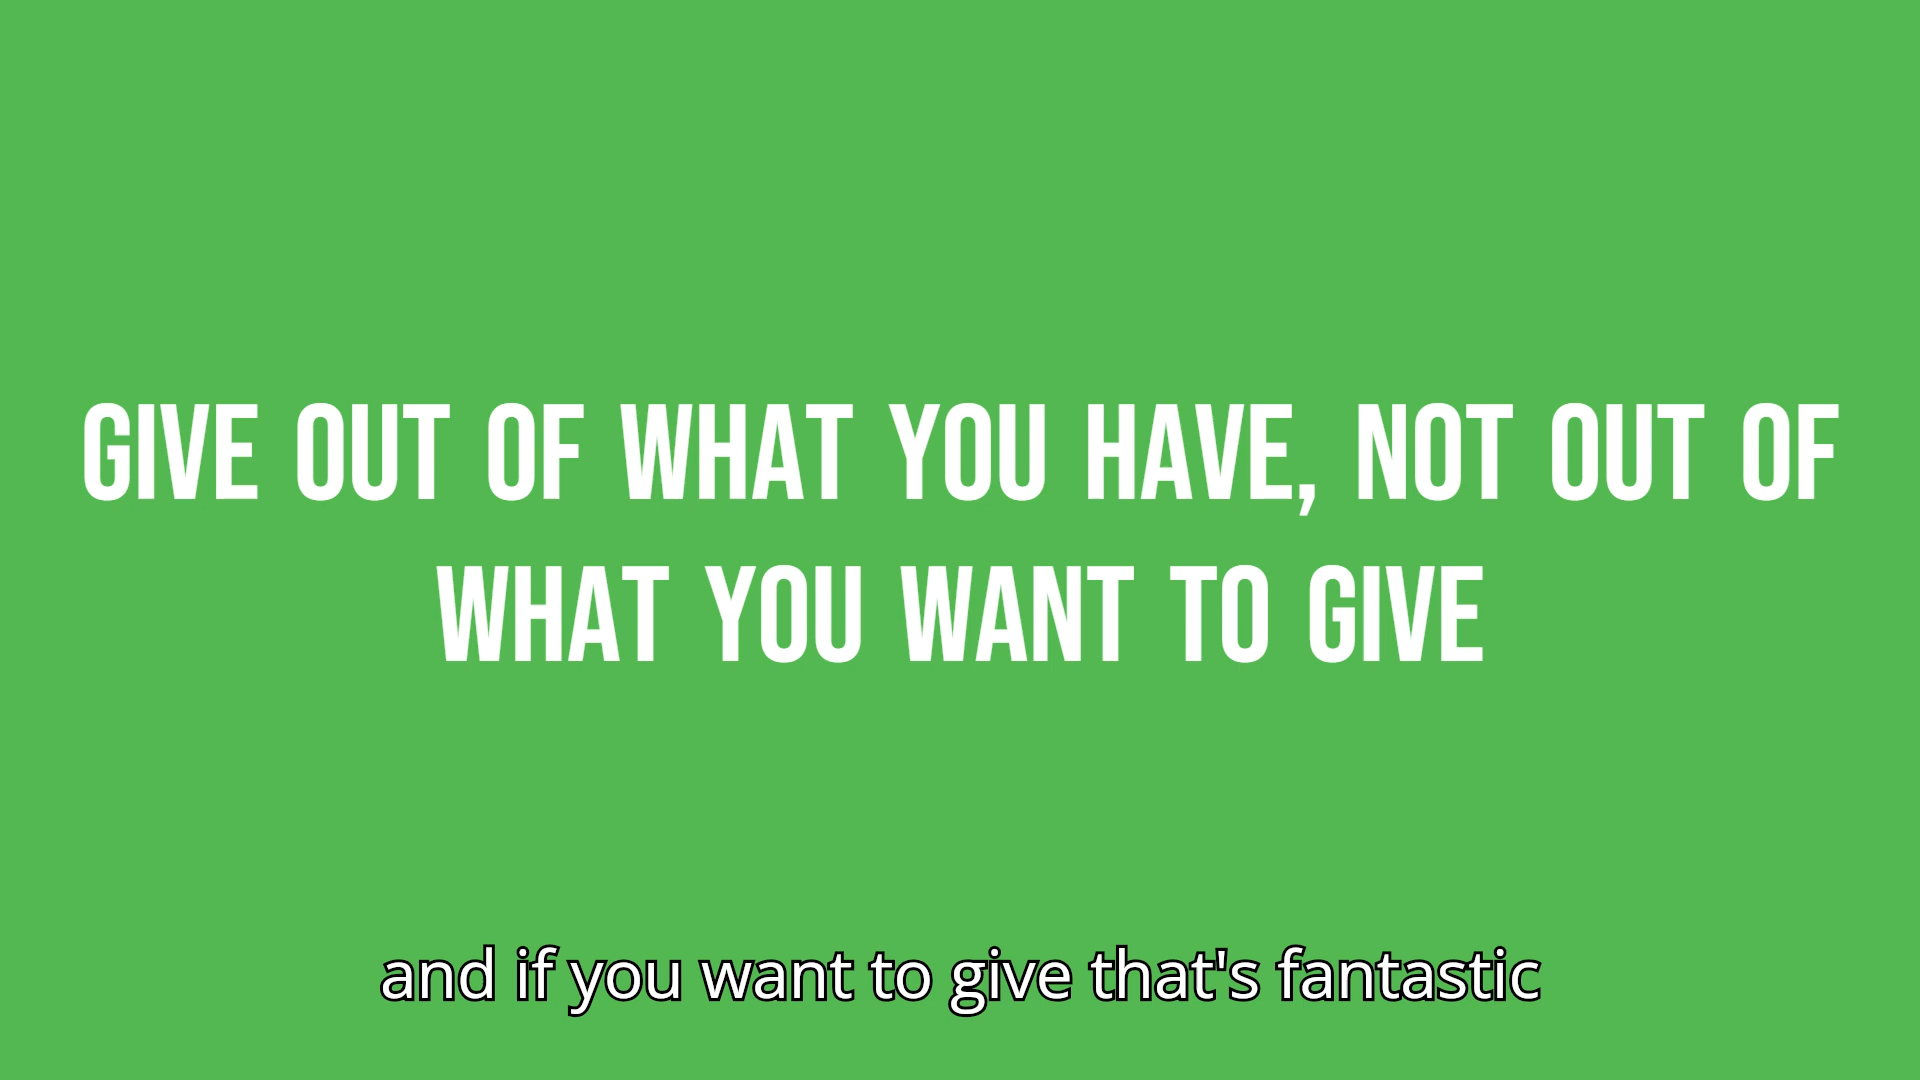 GIVE OUT OF WHAT YOU HAVE, NOT OUT OF
WHAT YOU WANT TO GIVE
and if you want to give that's fantastic